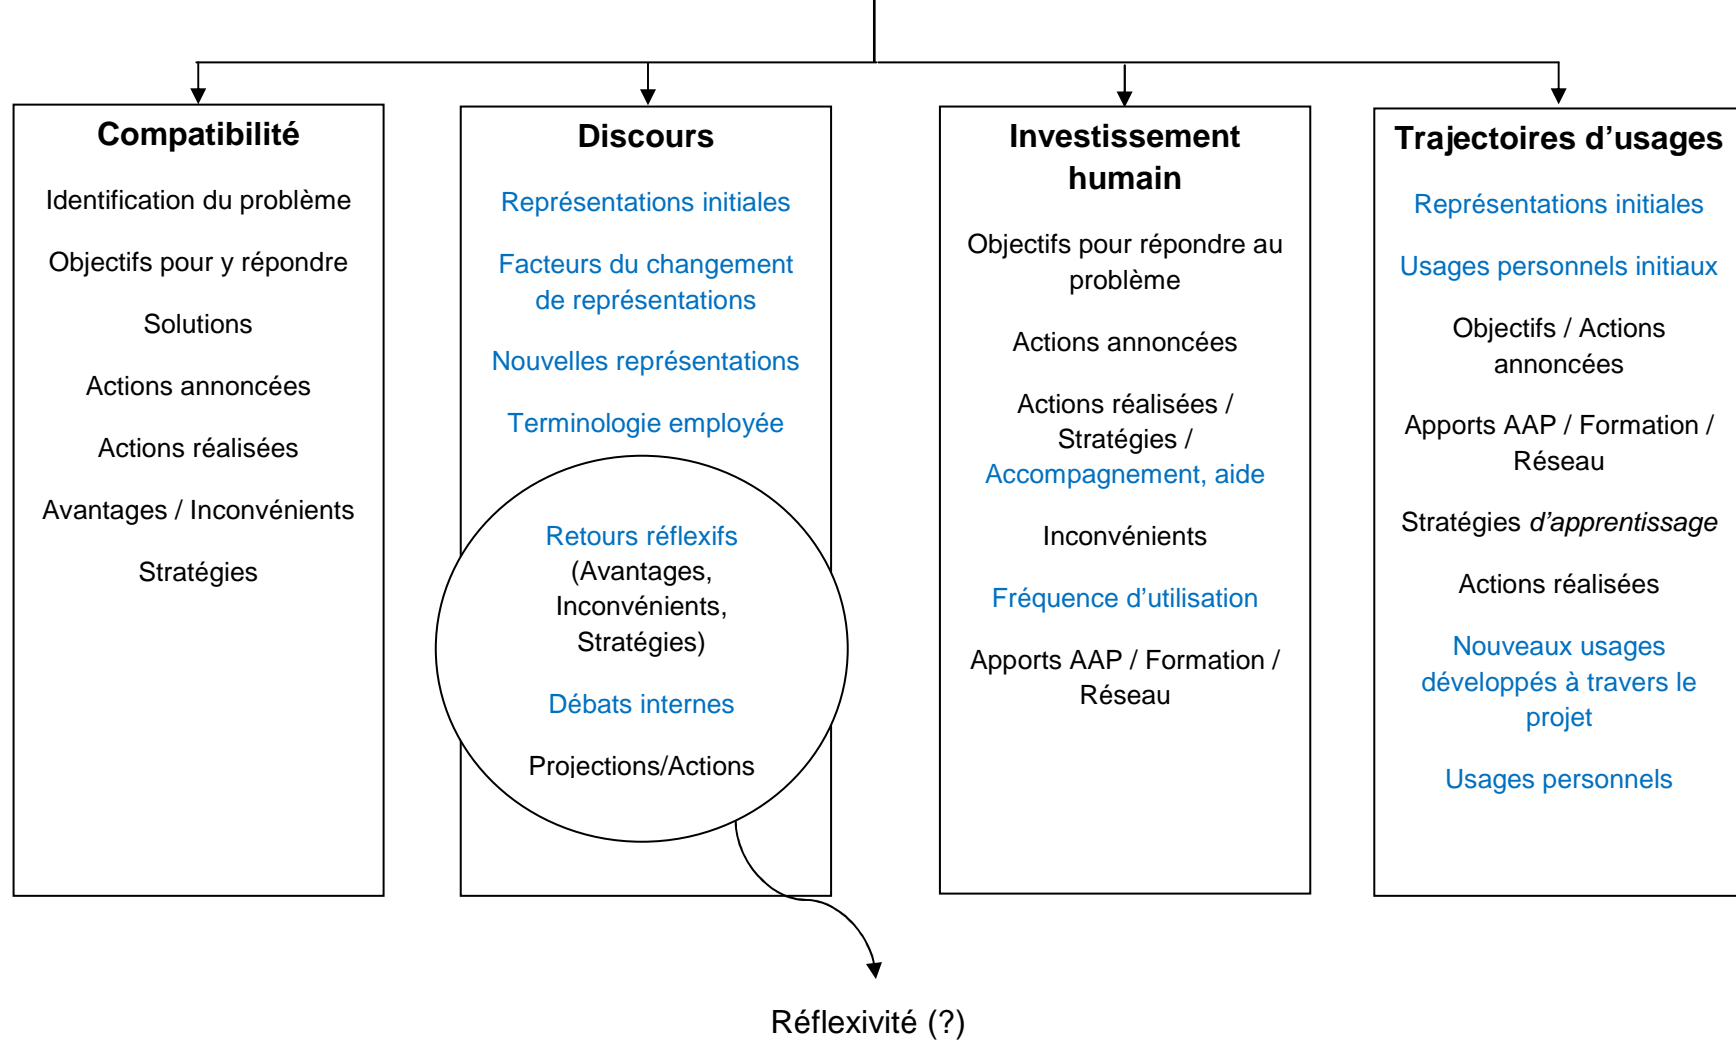 Compatibilité
Identification du problème
Objectifs pour y répondre
Solutions
Actions annoncées
Actions réalisées
Avantages / Inconvénients
Stratégies
Discours
Représentations initiales
Facteurs du changement
de représentations
Nouvelles représentations
Terminologie employée
Retours réflexifs
(Avantages,
Inconvénients,
Stratégies)
Débats internes
Projections/Actions
Investissement
humain
Objectifs pour répondre au
problème
Actions annoncées
Actions réalisées /
Stratégies /
Accompagnement, aide
Inconvénients
Fréquence d'utilisation
Apports AAP / Formation /
Réseau
Trajectoires d'usages
Représentations initiales
Usages personnels initiaux
Objectifs / Actions
annoncées
Apports AAP / Formation /
Réseau
Stratégies d'apprentissage
Actions réalisées
Nouveaux usages
développés à travers le
projet
Usages personnels
Réflexivité (?)